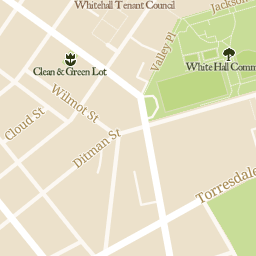 Whitehall Tenant Council
Jackson
Valley Pl
Clean & Green Lot
White Hall Comm
Wilmot St
Cloud St
Ditman St
Torresdale